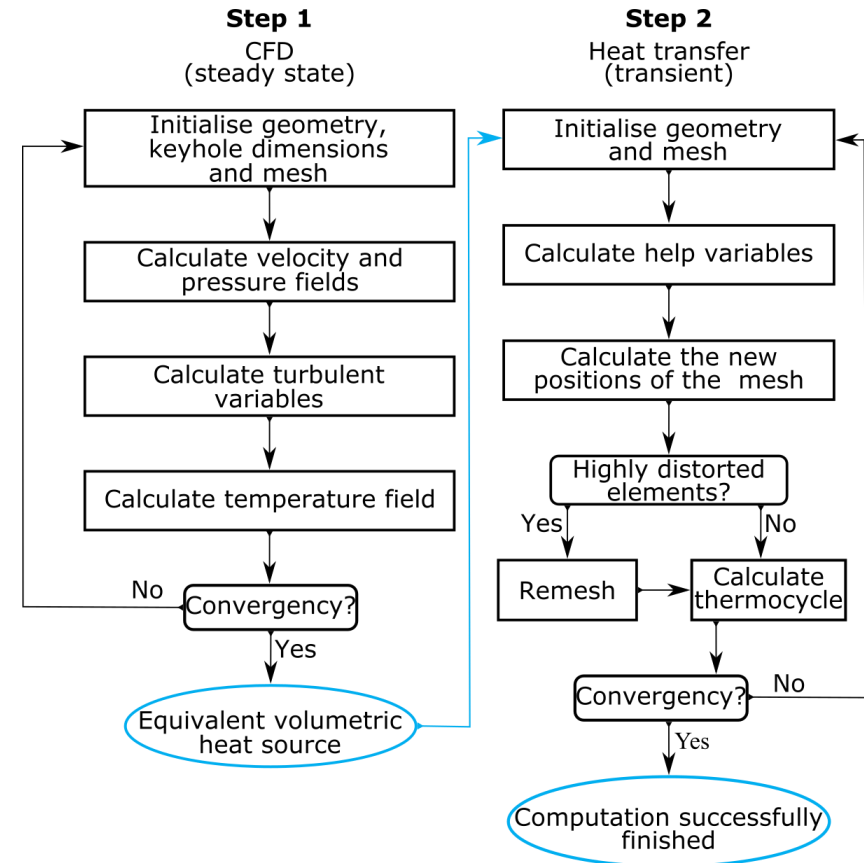 Step 1
CFD
(steady state)
Initialise geometry,
keyhole dimensions
and mesh
Calculate velocity and
pressure fields
Calculate turbulent
variables
Calculate temperature field
No
Convergency?
Yes
Equivalent volumetric
heat source
Step 2
Heat transfer
(transient)
Initialise geometry
and mesh
Calculate help variables
Calculate the new
positions of the mesh
Highly distorted
elements?
Yes
No
Remesh
Calculate
thermocycle
Convergency?
No
Yes
Computation successfully
finished